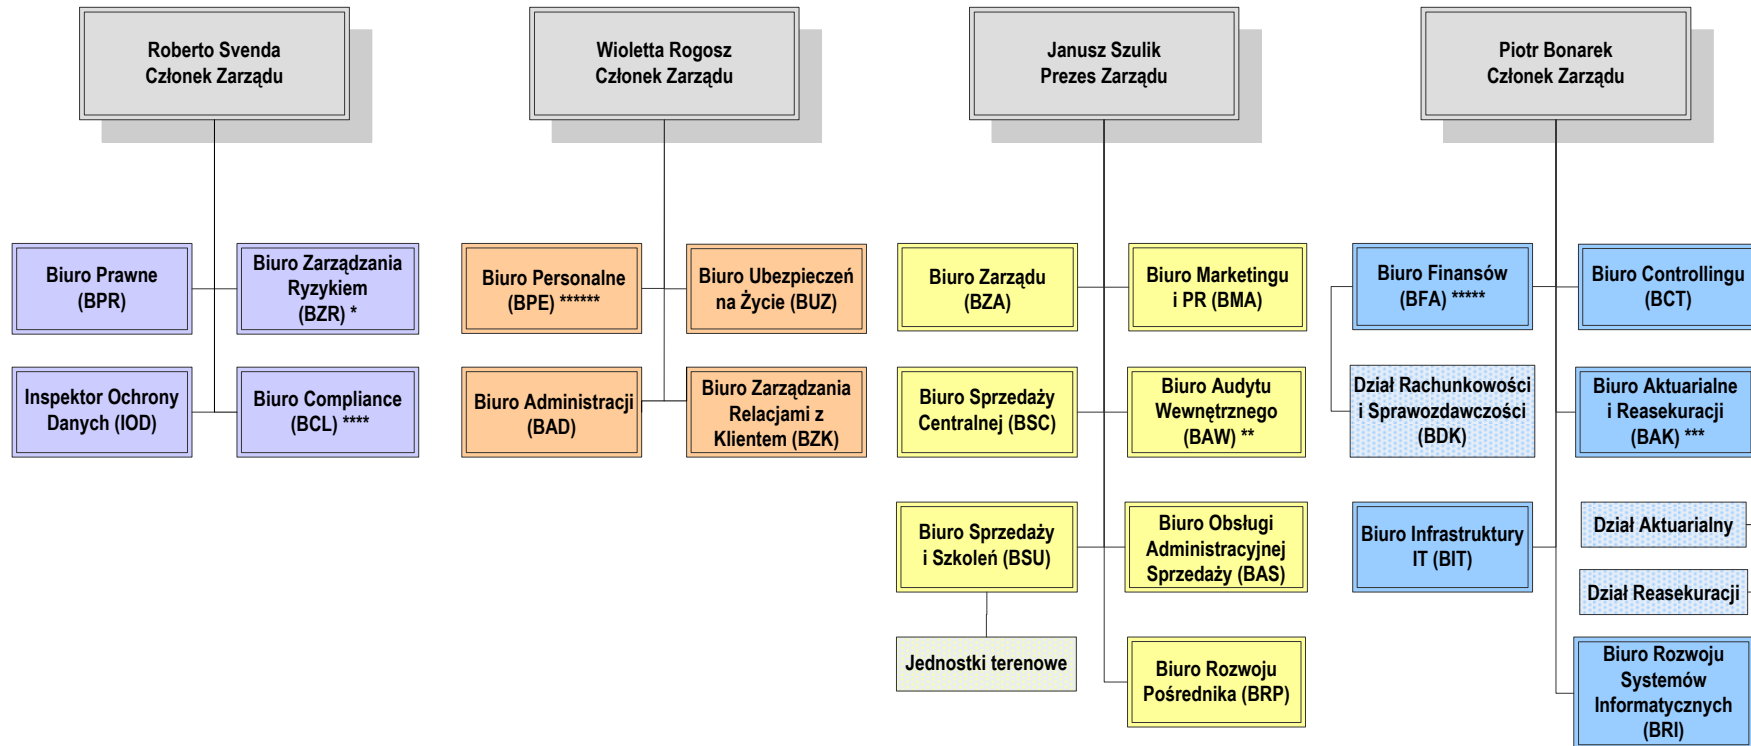 Roberto Svenda
Członek Zarządu
Wioletta Rogosz
Członek Zarządu
Janusz Szulik
Prezes Zarządu
Piotr Bonarek
Członek Zarządu
Biuro Prawne
(BPR)
Biuro Zarządzania
Ryzykiem
(BZR) *
Biuro Personalne
(BPE) ******
Biuro Ubezpieczeń
na Życie (BUZ)
Biuro Zarządu
(BZA)
Biuro Marketingu
i PR (BMA)
Biuro Finansów
(BFA) *****
Biuro Controllingu
(BCT)
Inspektor Ochrony
Danych (IOD)
Biuro Compliance
(BCL) ****
Biuro Administracji
(BAD)
Biuro Zarządzania
Relacjami z
Klientem (BZK)
Biuro Sprzedaży
Centralnej (BSC)
Biuro Audytu
Wewnętrznego
(BAW) **
Dział Rachunkowości
i Sprawozdawczości
(BDK)
Biuro Aktuarialne
i Reasekuracji
(BAK) ***
Biuro Sprzedaży
i Szkoleń (BSU)
Biuro Obsługi
Administracyjnej
Sprzedaży (BAS)
Biuro Infrastruktury
IT (BIT)
Dział Aktuarialny
Dział Reasekuracji
Jednostki terenowe
Biuro Rozwoju
Pośrednika (BRP)
Biuro Rozwoju
Systemów
Informatycznych
(BRI)